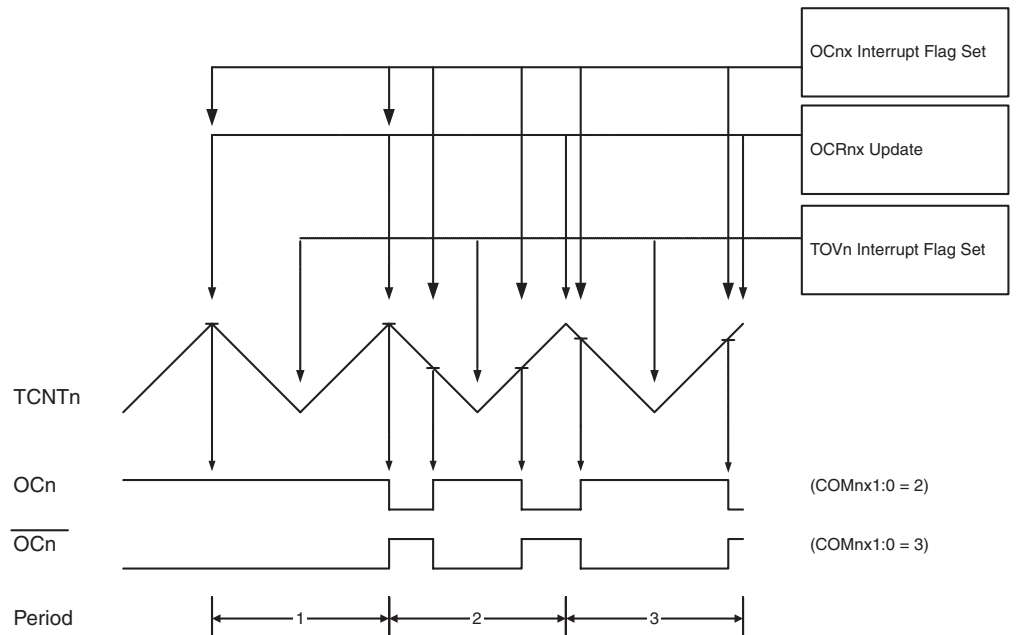 OCnx Interrupt Flag Set
OCRnx Update
TOVn Interrupt Flag Set
TCNTn
OCn
(COMnx1:0 = 2)
OCn
(COMnx1:0 = 3)
Period
1
2
3